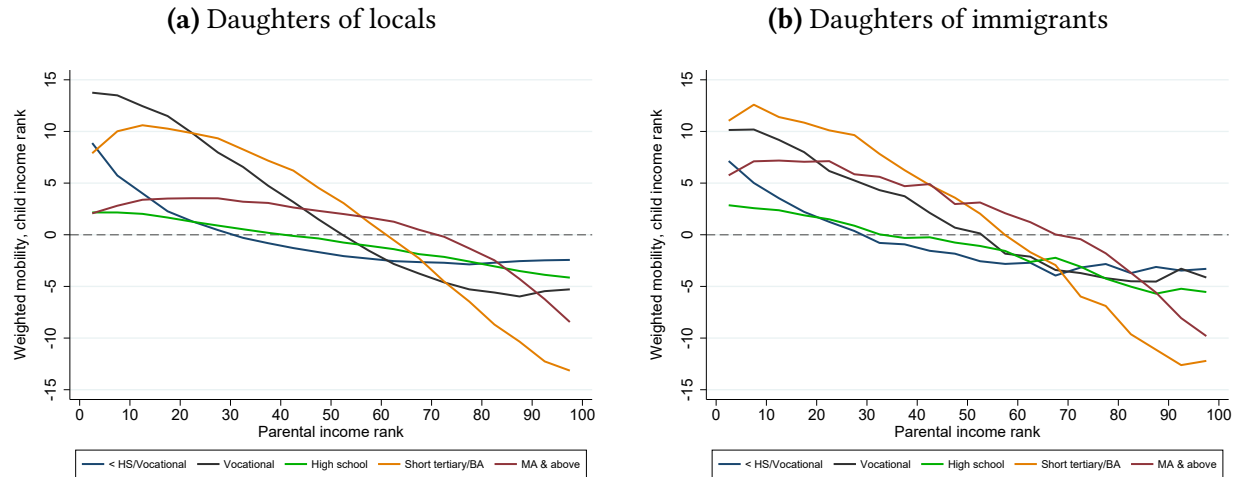 (a) Daughters of locals
Weighted mobility, child income rank
15
10
5
0
-5
-10
-15
0 10 20 30 40 50 60 70 80 90 100
Parental income rank
< HS/Vocational Vocational High school Short tertiary/BA MA & above
(b) Daughters of immigrants
Weighted mobility, child income rank
15
10
5
0
-5
-10
-15
0 10 20 30 40 50 60 70 80 90 100
Parental income rank
< HS/Vocational Vocational High school Short tertiary/BA MA & above